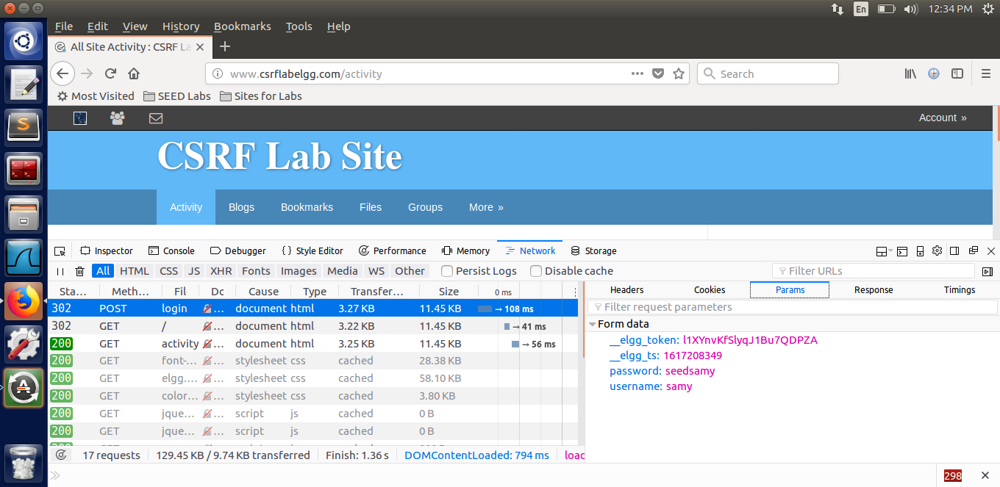 En 12:34 PM
File Edit View History Bookmarks Tools Help
All Site Activity : CSRF La
www.csrflabelgg.com/activity Search
Most Visited SEED Labs Sites for Labs
Account »
CSRF Lab Site
Activity Blogs Bookmarks Files Groups More »
Inspector Console Debugger Style Editor Performance Memory Network Storage
All HTML CSS JS XHR Fonts Images Media WS Other Persist Logs Disable cache Filter URLs
Sta… Meth… Fil Dc Cause Type Transfer… Size 0 ms
302 POST login … document html 3.27 KB 11.45 KB → 108 ms
302 GET / … document html 3.22 KB 11.45 KB → 41 ms
200 GET activity … document html 3.25 KB 11.45 KB → 56 ms
200 GET font-… … stylesheet css cached 28.38 KB
200 GET elgg.… … stylesheet css cached 58.10 KB
200 GET color… … stylesheet css cached 3.80 KB
200 GET jque… … script js cached 0 B
200 GET jque… … script js cached 0 B
17 requests 129.45 KB / 9.74 KB transferred Finish: 1.36 s DOMContentLoaded: 794 ms loac
Headers Cookies Params Response Timings
Filter request parameters
Form data
__elgg_token: l1XYnvKfSlyqJ1Bu7QDPZA
__elgg_ts: 1617208349
password: seedsamy
username: samy
298